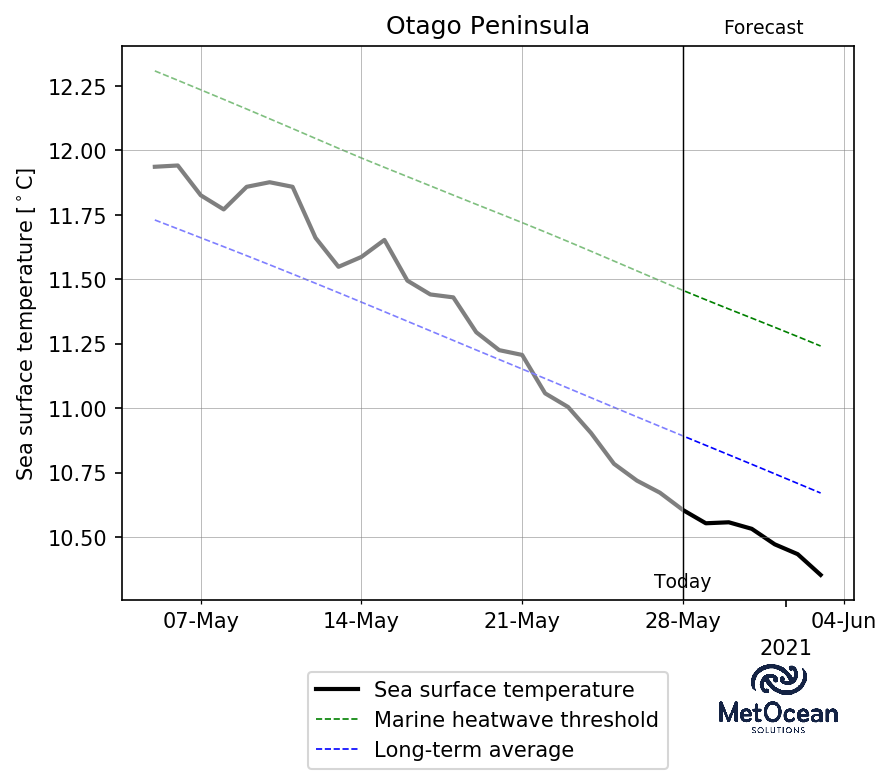 Otago Peninsula
Forecast
Sea surface temperature [°C]
12.25
12.00
11.75
11.50
11.25
11.00
10.75
10.50
Today
07-May
14-May
21-May
28-May
04-Jun
2021
Sea surface temperature
Marine heatwave threshold
Long-term average
MetOcean
SOLUTIONS